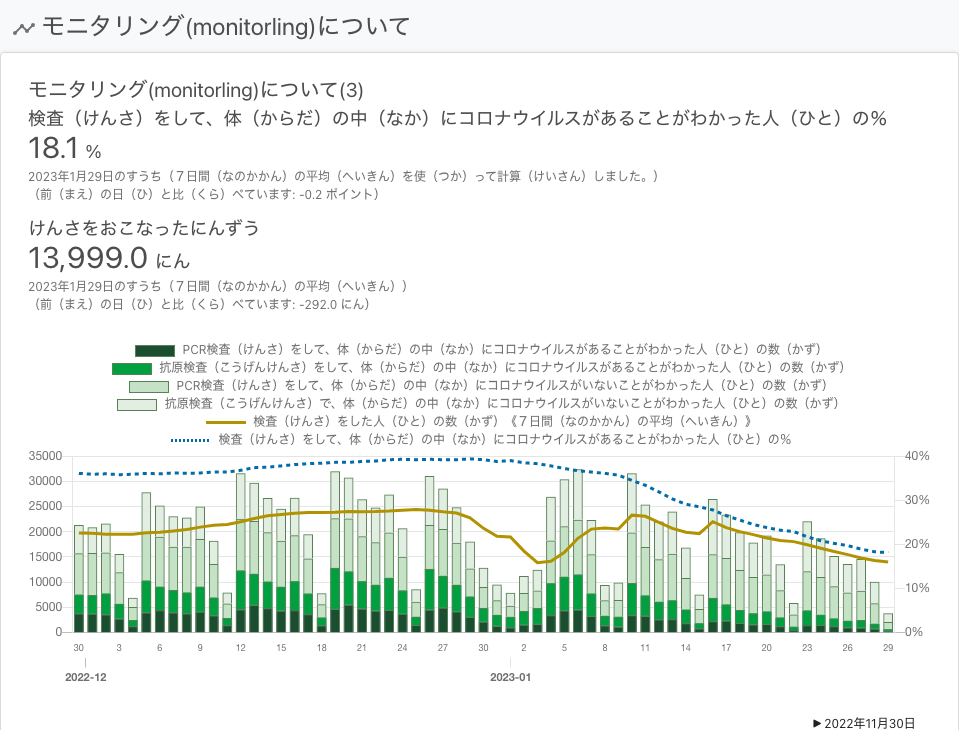 モニタリング(monitorling)について
モニタリング(monitorling)について(3)
検査（けんさ）をして、体（からだ）の中（なか）にコロナウイルスがあることがわかった人（ひと）の%
18.1 %
2023年1月29日のすうち（７日間（なのかかん）の平均（へいきん）を使（つか）って計算（けいさん）しました。）
（前（まえ）の日（ひ）と比（くら）べています: -0.2 ポイント）
けんさをおこなったにんずう
13,999.0 にん
2023年1月29日のすうち（７日間（なのかかん）の平均（へいきん））
（前（まえ）の日（ひ）と比（くら）べています: -292.0 にん）
PCR検査（けんさ）をして、体（からだ）の中（なか）にコロナウイルスがあることがわかった人（ひと）の数（かず）
抗原検査（こうげんけんさ）をして、体（からだ）の中（なか）にコロナウイルスがあることがわかった人（ひと）の数（かず）
PCR検査（けんさ）をして、体（からだ）の中（なか）にコロナウイルスがいないことがわかった人（ひと）の数（かず）
抗原検査（こうげんけんさ）で、体（からだ）の中（なか）にコロナウイルスがいないことがわかった人（ひと）の数（かず）
検査（けんさ）をした人（ひと）の数（かず）《７日間（なのかかん）の平均（へいきん）》
検査（けんさ）をして、体（からだ）の中（なか）にコロナウイルスがあることがわかった人（ひと）の%
35000 40%
30000
25000 30%
20000
15000 20%
10000 10%
5000
0 0%
30 3 6 9 12 15 18 21 24 27 30 2 5 8 11 14 17 20 23 26 29
2022-12 2023-01
▶ 2022年11月30日